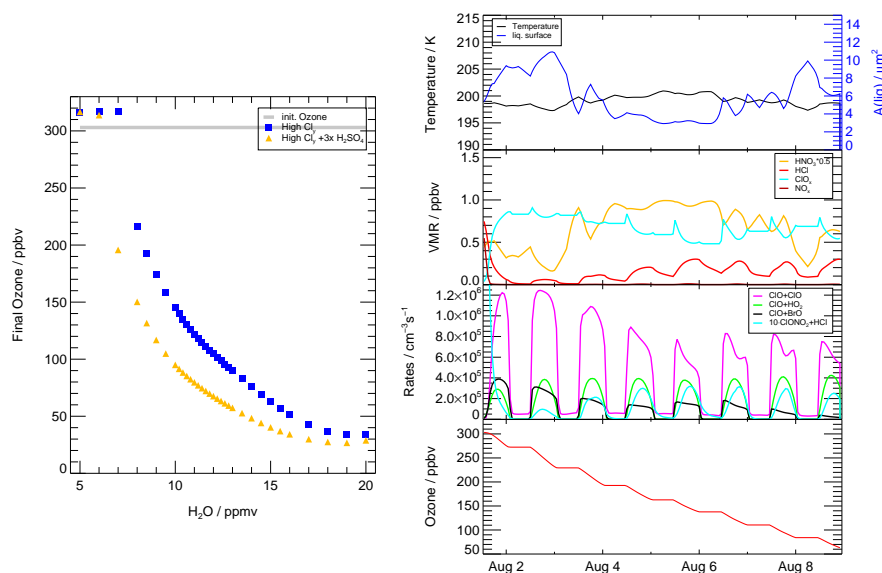 300
250
200
150
100
50
0
Final Ozone / ppbv
5
10
15
20
H₂O / ppmv
init. Ozone
High Clᵧ
High Clᵧ +3x H₂SO₄
215
210
205
200
195
190
Temperature / K
Temperature
liq. surface
14
12
10
8
6
4
2
0
A(liq) / µm²
1.5
1.0
0.5
0.0
VMR / ppbv
HNO₃*0.5
HCl
ClOₓ
NOₓ
1.2×10⁶
1.0×10⁶
8.0×10⁵
6.0×10⁵
4.0×10⁵
2.0×10⁵
0
Rates / cm⁻³s⁻¹
ClO+ClO
ClO+HO₂
ClO+BrO
10·ClONO₂+HCl
300
250
200
150
100
50
Ozone / ppbv
Aug 2
Aug 4
Aug 6
Aug 8